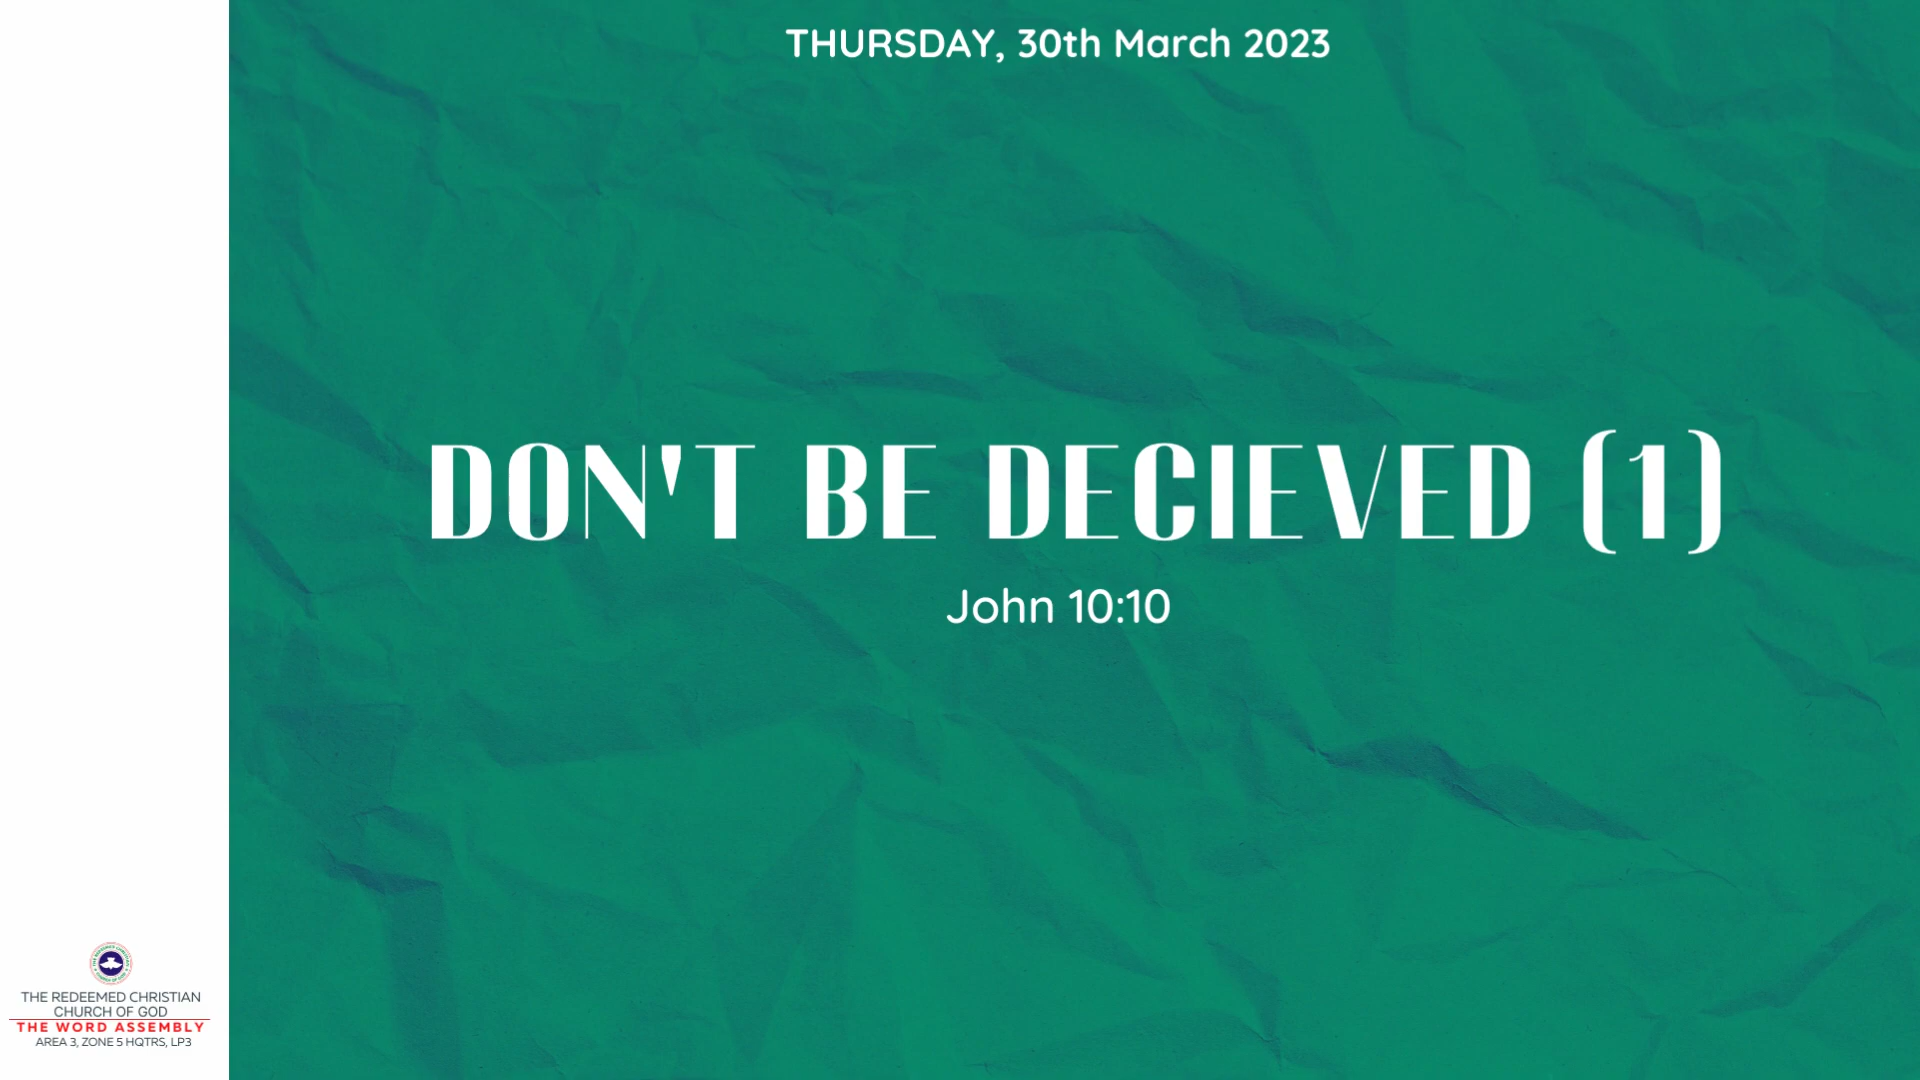 THURSDAY, 30th March 2023
DON'T BE DECIEVED (1)
John 10:10
THE REDEEMED CHRISTIAN
CHURCH OF GOD
THE WORD ASSEMBLY
AREA 3, ZONE 5 HQTRS, LP3